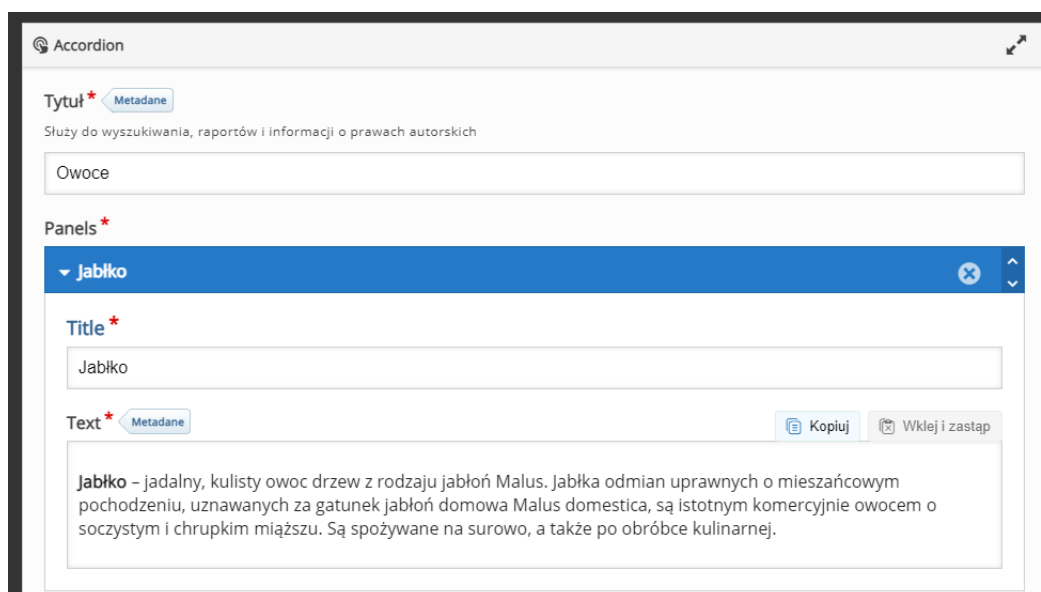 Accordion
Tytuł * Metadane
Służy do wyszukiwania, raportów i informacji o prawach autorskich
Owoce
Panels *
Jabłko
Title *
Jabłko
Text * Metadane
Kopiuj
Wklej i zastąp
Jabłko – jadalny, kulisty owoc drzew z rodzaju jabłoń Malus. Jabłka odmian uprawnych o mieszańcowym
pochodzeniu, uznawanych za gatunek jabłoń domowa Malus domestica, są istotnym komercyjnie owocem o
soczystym i chrupkim miąższu. Są spożywane na surowo, a także po obróbce kulinarnej.